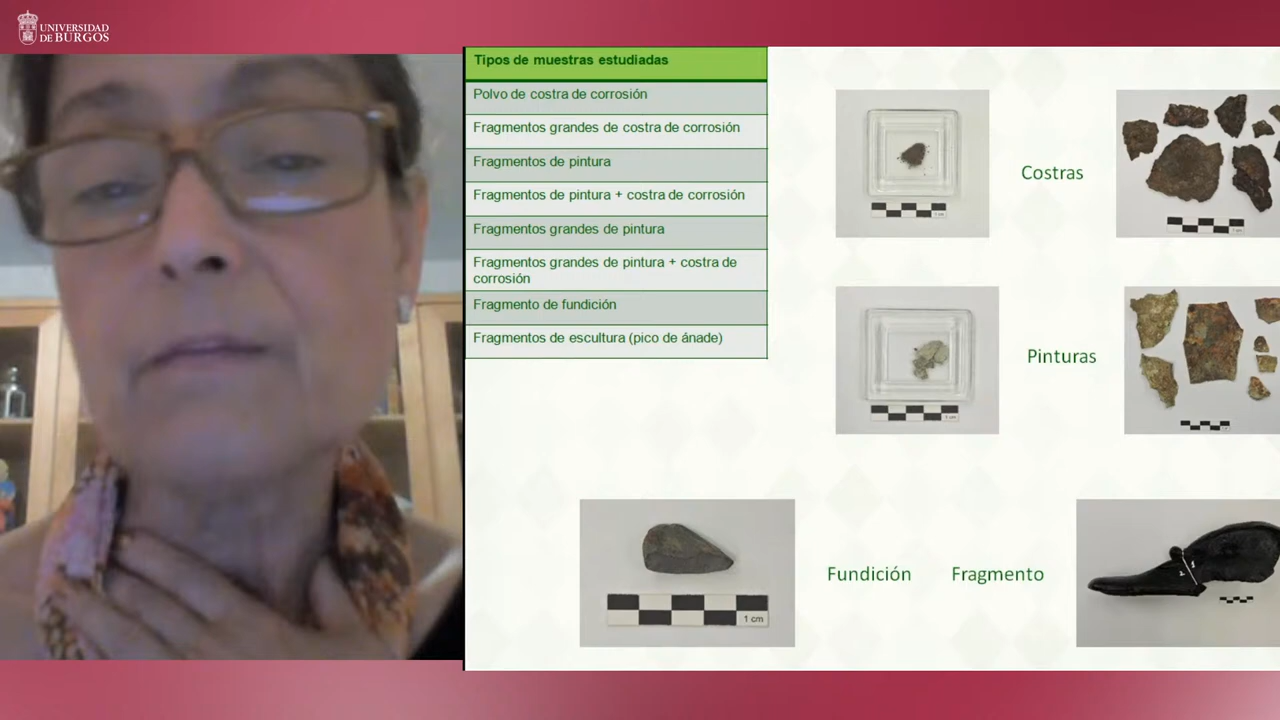 UNIVERSIDAD
DE BURGOS
Tipos de muestras estudiadas
Polvo de costra de corrosión
Fragmentos grandes de costra de corrosión
Fragmentos de pintura
Fragmentos de pintura + costra de corrosión
Fragmentos grandes de pintura
Fragmentos grandes de pintura + costra de
corrosión
Fragmento de fundición
Fragmentos de escultura (pico de ánade)
Costras
Pinturas
1 cm
Fundición
Fragmento